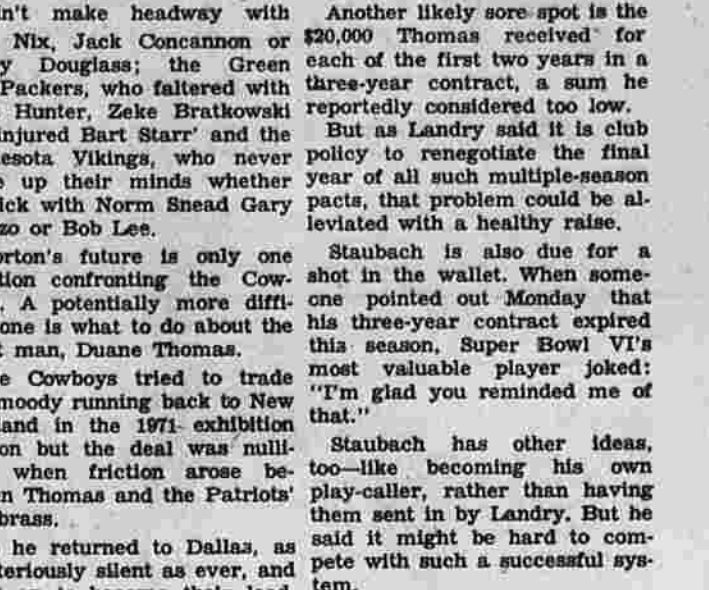 n't make headway with
Nix, Jack Concannon or
y Douglass; the Green
Packers, who faltered with
Hunter, Zeke Bratkowski
injured Bart Starr' and the
esota Vikings, who never
e up their minds whether
ick with Norm Snead Gary
zo or Bob Lee.
orton's future is only one
tion confronting the Cow-
. A potentially more diffi-
one is what to do about the
t man, Duane Thomas.
e Cowboys tried to trade
moody running back to New
land in the 1971 exhibition
on but the deal was nulli-
when friction arose be-
n Thomas and the Patriots'
brass.
he returned to Dallas, as
teriously silent as ever, and
Another likely sore spot is the
$20,000 Thomas received for
each of the first two years in a
three-year contract, a sum he
reportedly considered too low.
But as Landry said it is club
policy to renegotiate the final
year of all such multiple-season
pacts, that problem could be al-
leviated with a healthy raise.
Staubach is also due for a
shot in the wallet. When some-
one pointed out Monday that
his three-year contract expired
this season, Super Bowl VI's
most valuable player joked:
"I'm glad you reminded me of
that."
Staubach has other ideas,
too—like becoming his own
play-caller, rather than having
them sent in by Landry. But he
said it might be hard to com-
pete with such a successful sys-
tem.